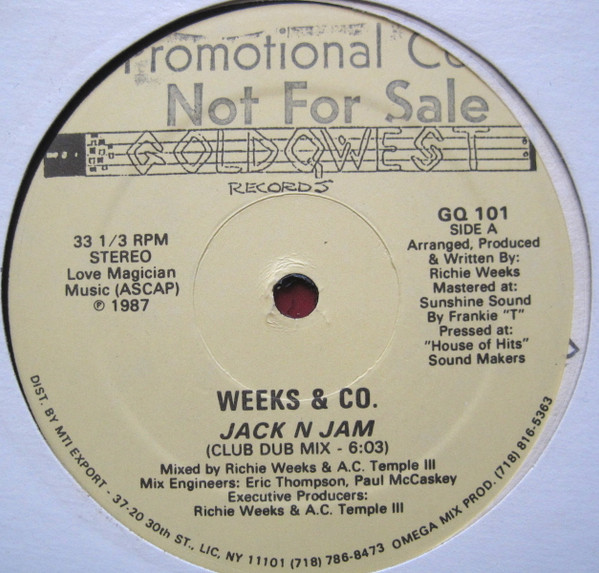 Promotional Co
Not For Sale
GOLDQWEST
RECORDS
33 1/3 RPM
STEREO
Love Magician
Music (ASCAP)
℗ 1987
GQ 101
SIDE A
Arranged, Produced
& Written By:
Richie Weeks
Mastered at:
Sunshine Sound
By Frankie "T"
Pressed at:
"House of Hits"
Sound Makers
WEEKS & CO.
JACK N JAM
(CLUB DUB MIX - 6:03)
Mixed by Richie Weeks & A.C. Temple III
Mix Engineers: Eric Thompson, Paul McCaskey
Executive Producers:
Richie Weeks & A.C. Temple III
DIST. BY MTI EXPORT - 37-20 30th ST., LIC, NY 11101 (718) 786-8473 OMEGA MIX PROD. (718) 816-5363